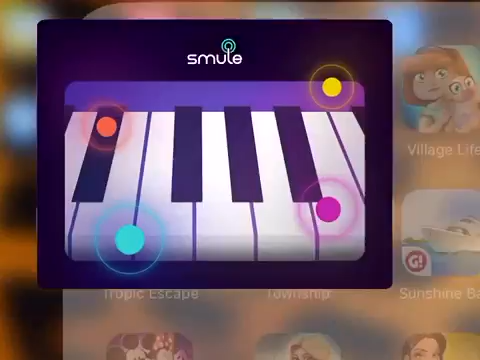 smule
Village Life
Tropic Escape
Township
Sunshine Ba
G!